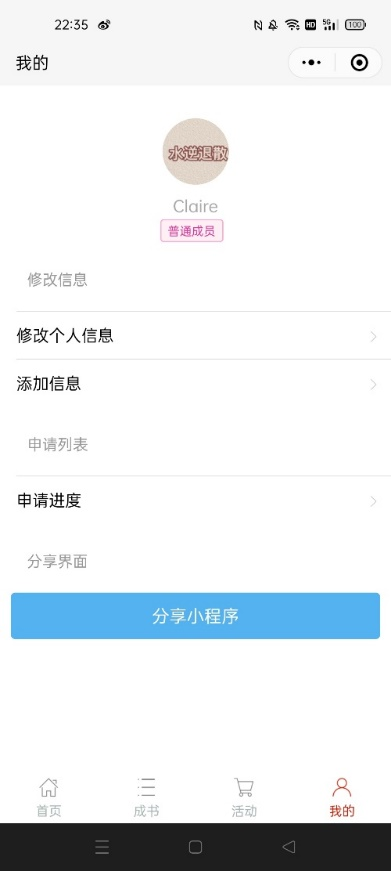 22:35
HD
5G
100
我的
水逆退散
Claire
普通成员
修改信息
修改个人信息
添加信息
申请列表
申请进度
分享界面
分享小程序
首页
成书
活动
我的